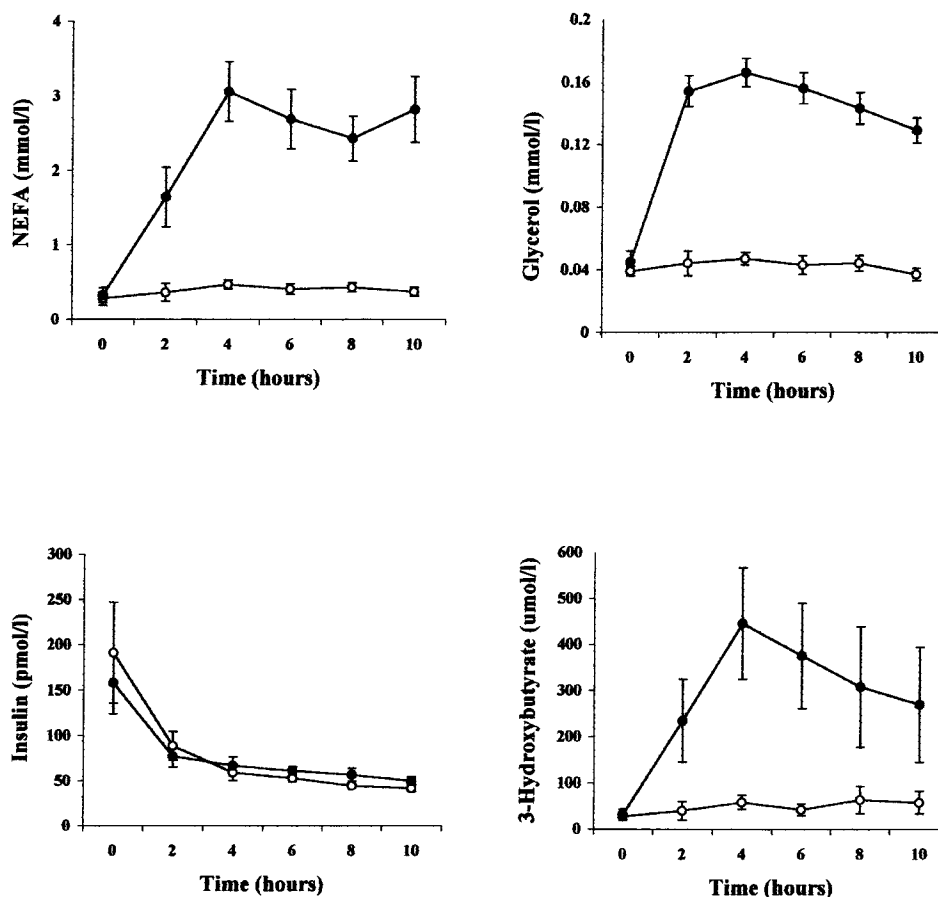 4
3
2
1
0
NEFA (mmol/l)
0 2 4 6 8 10
Time (hours)
0.2
0.16
0.12
0.08
0.04
0
Glycerol (mmol/l)
0 2 4 6 8 10
Time (hours)
300
250
200
150
100
50
0
Insulin (pmol/l)
0 2 4 6 8 10
Time (hours)
600
500
400
300
200
100
0
3-Hydroxybutyrate (umol/l)
0 2 4 6 8 10
Time (hours)